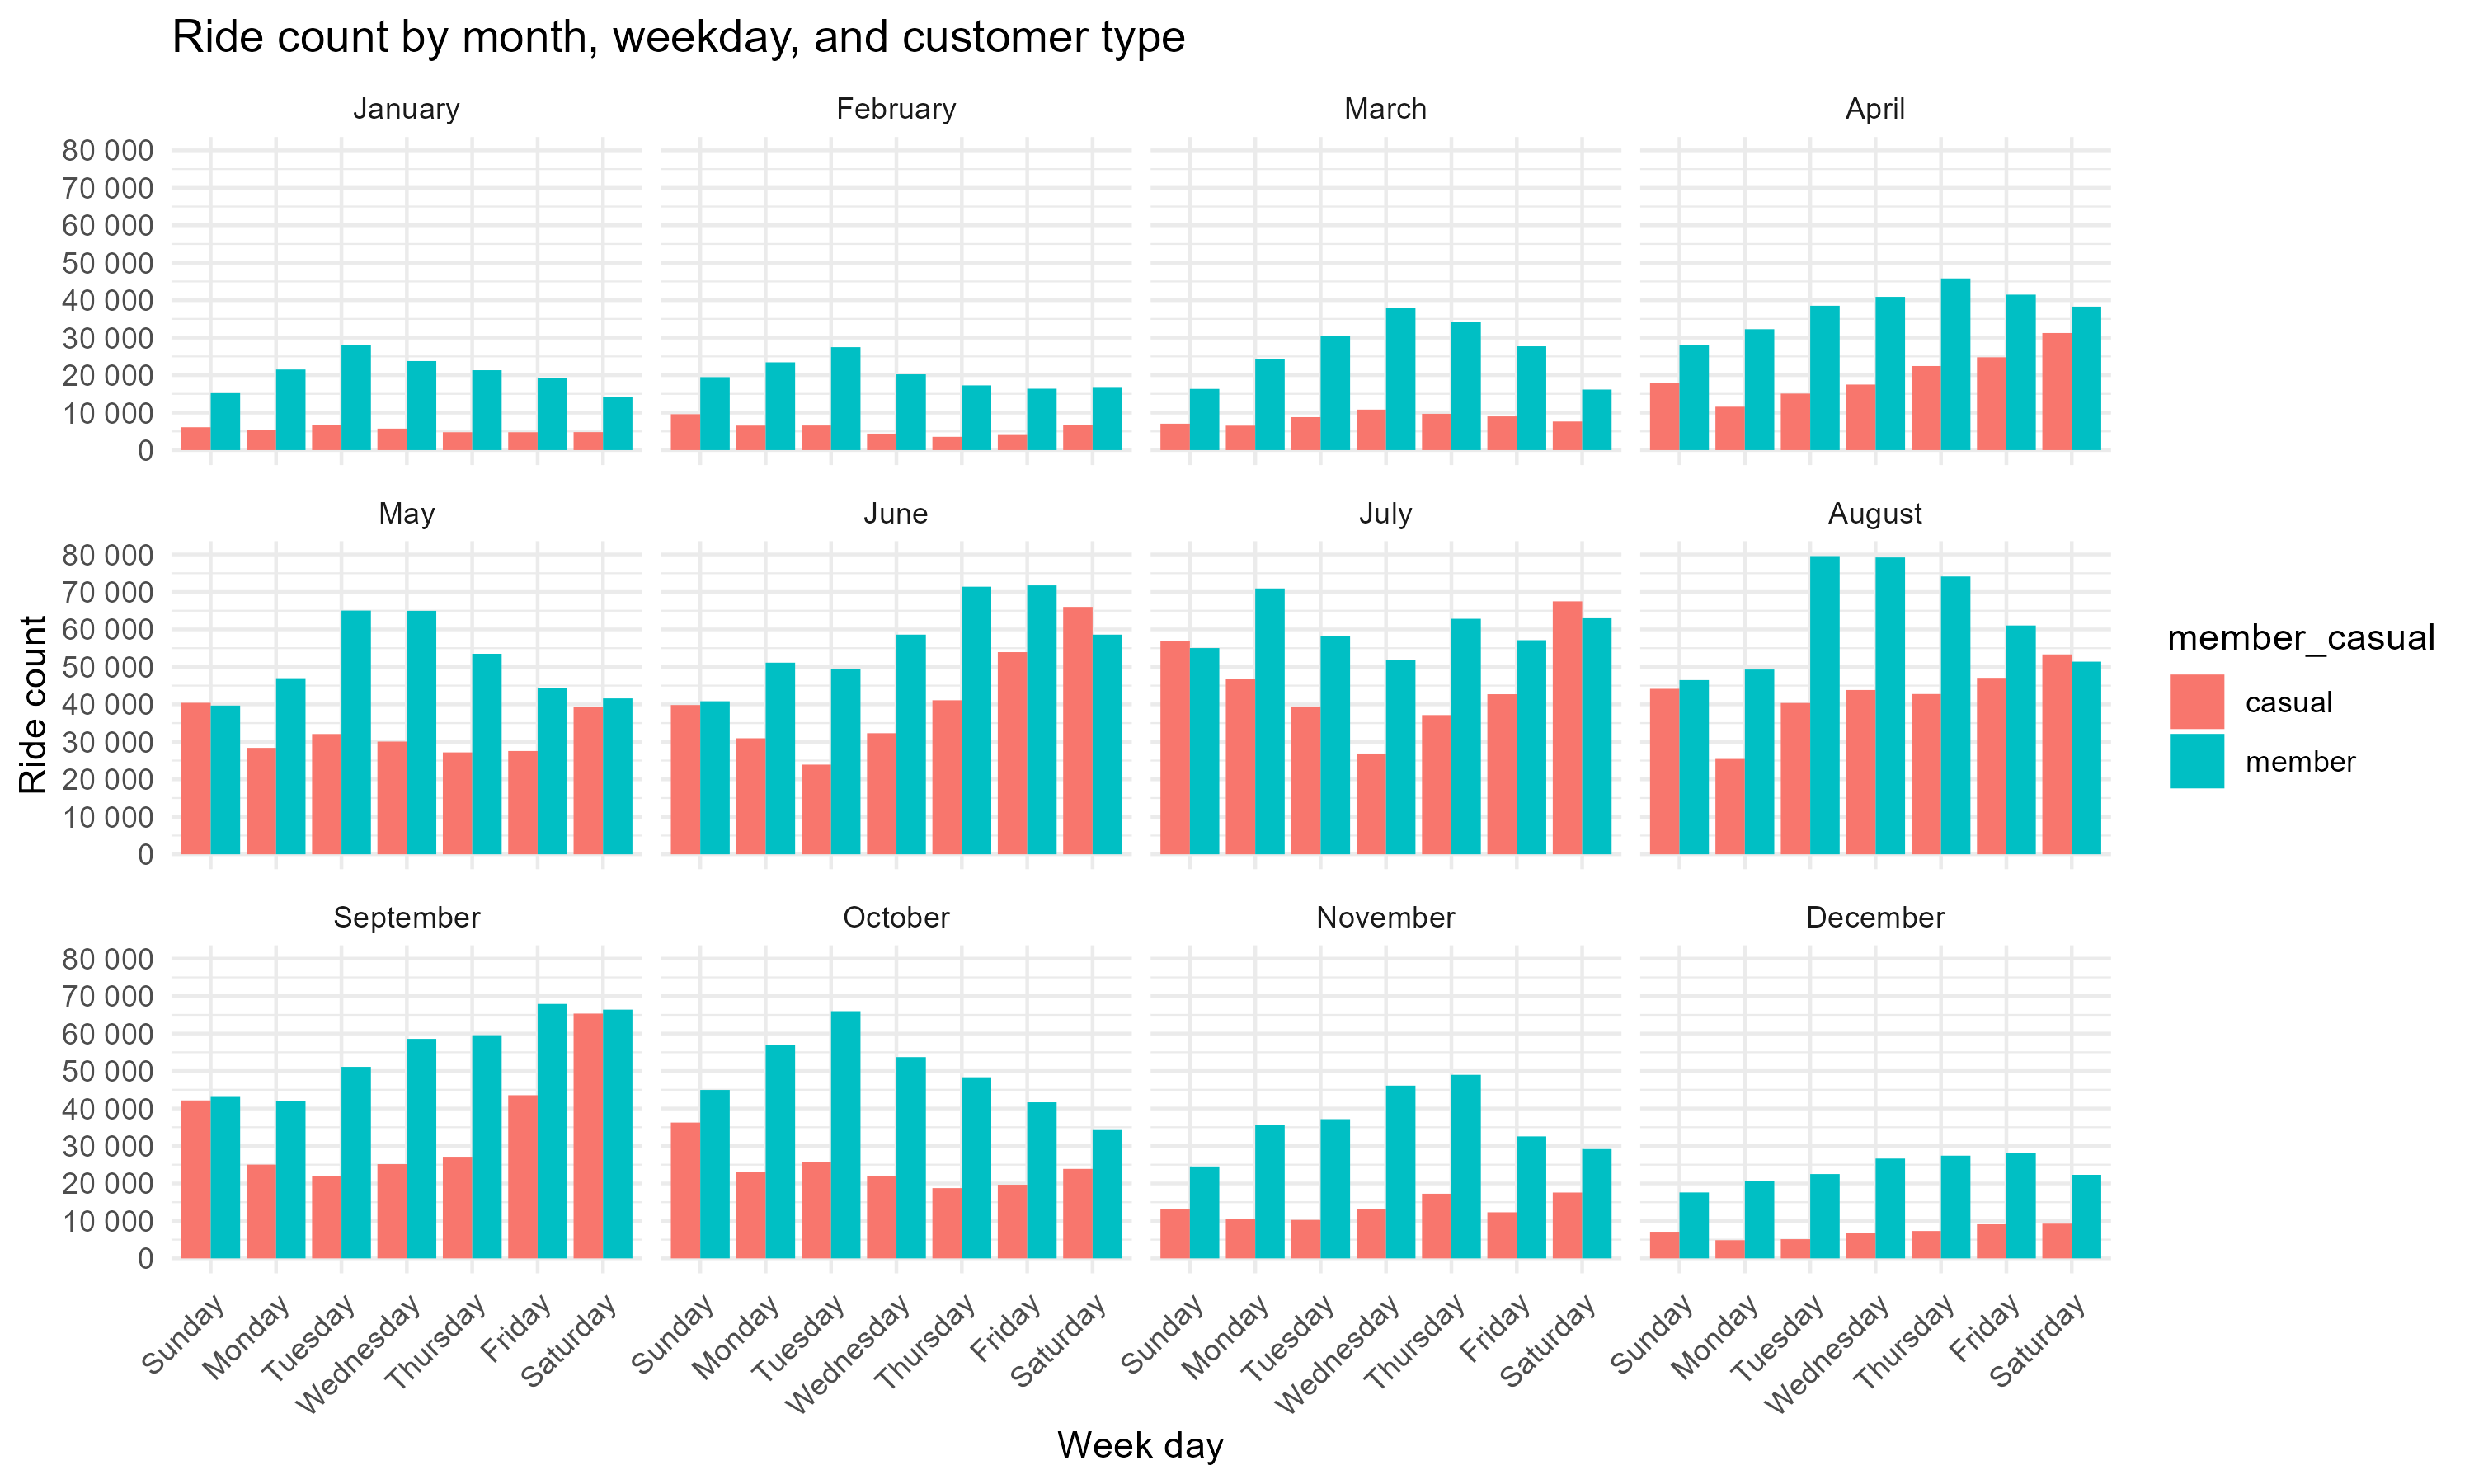 Ride count by month, weekday, and customer type
January February March April
80 000
70 000
60 000
50 000
40 000
30 000
20 000
10 000
0
May June July August
80 000
70 000
60 000
50 000
40 000
30 000
20 000
10 000
0
September October November December
80 000
70 000
60 000
50 000
40 000
30 000
20 000
10 000
0
Sunday Monday Tuesday Wednesday Thursday Friday Saturday Sunday Monday Tuesday Wednesday Thursday Friday Saturday Sunday Monday Tuesday Wednesday Thursday Friday Saturday Sunday Monday Tuesday Wednesday Thursday Friday Saturday
Week day
Ride count
member_casual
casual
member